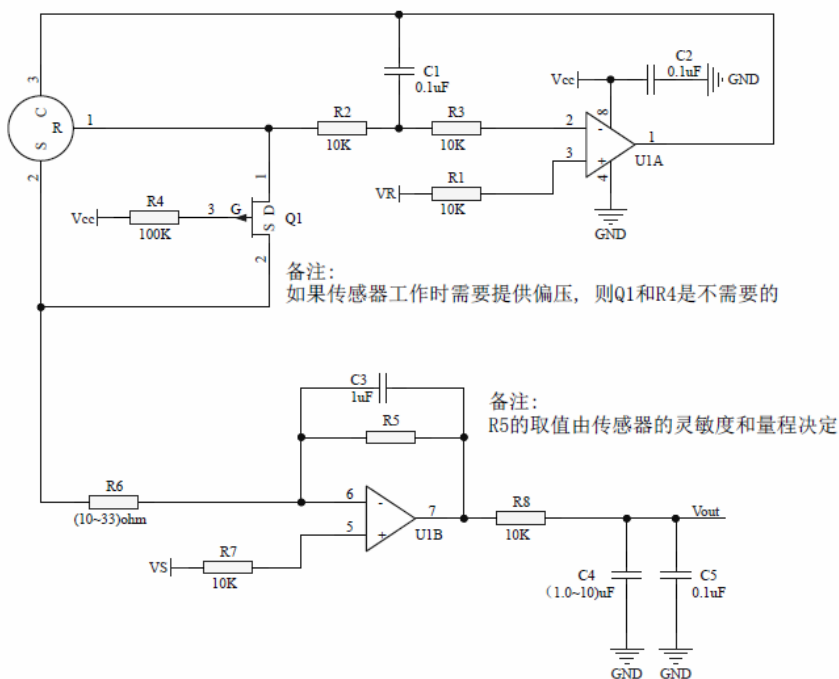 C1
0.1uF
C2
0.1uF
Vcc
GND
3
C
R
S
1
2
R2
10K
R3
10K
2
-
3
+
8
4
1
U1A
VR
R1
10K
GND
1
Vcc
R4
100K
3
G
D
S
Q1
2
备注:
如果传感器工作时需要提供偏压, 则Q1和R4是不需要的
C3
1uF
R5
备注:
R5的取值由传感器的灵敏度和量程决定
R6
(10~33)ohm
6
-
5
+
7
U1B
VS
R7
10K
R8
10K
Vout
C4
(1.0~10)uF
C5
0.1uF
GND
GND